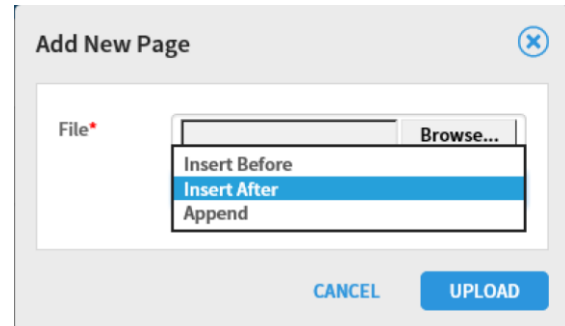 Add New Page
File*
Browse...
Insert Before
Insert After
Append
CANCEL
UPLOAD